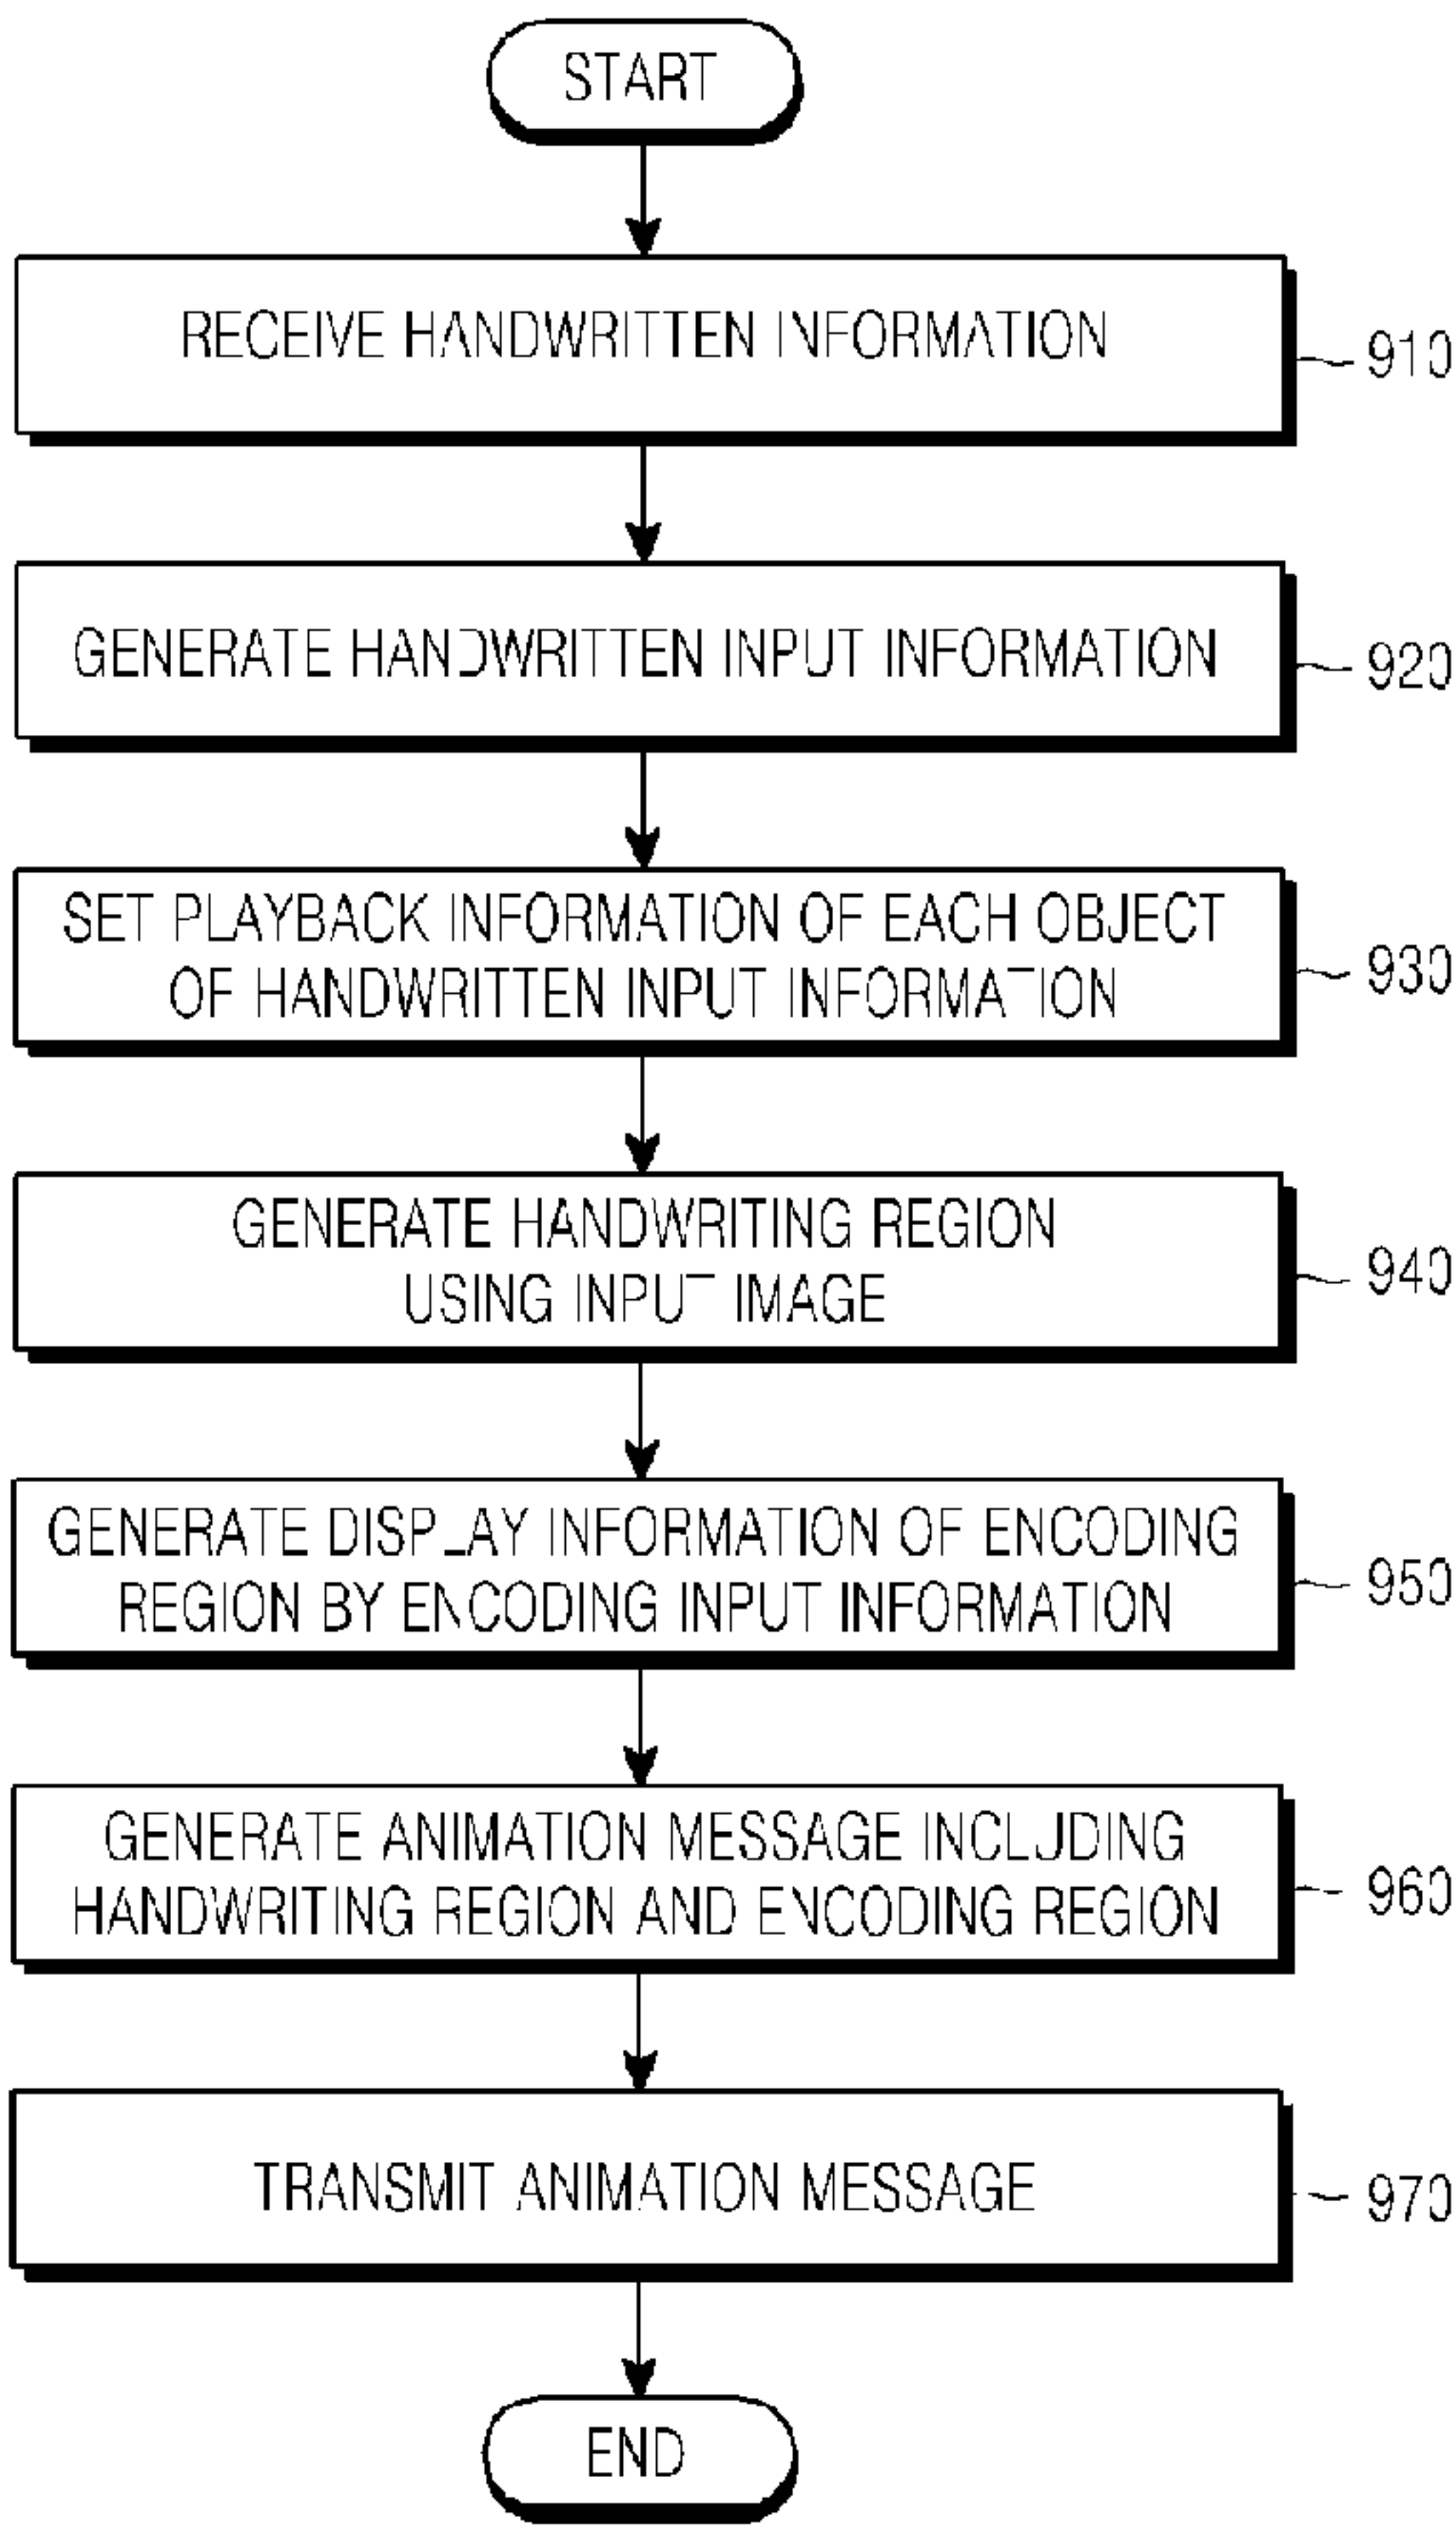 START
RECEIVE HANDWRITTEN INFORMATION
910
GENERATE HANDWRITTEN INPUT INFORMATION
920
SET PLAYBACK INFORMATION OF EACH OBJECT
OF HANDWRITTEN INPUT INFORMATION
930
GENERATE HANDWRITING REGION
USING INPUT IMAGE
940
GENERATE DISPLAY INFORMATION OF ENCODING
REGION BY ENCODING INPUT INFORMATION
950
GENERATE ANIMATION MESSAGE INCLUDING
HANDWRITING REGION AND ENCODING REGION
960
TRANSMIT ANIMATION MESSAGE
970
END